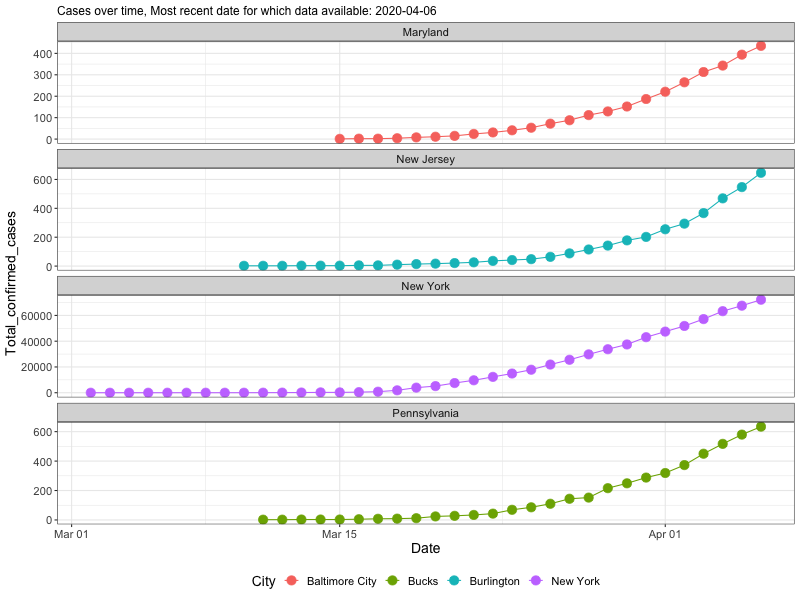 Cases over time, Most recent date for which data available: 2020-04-06
Maryland
400
300
200
100
0
New Jersey
600
400
200
0
New York
60000
40000
20000
0
Pennsylvania
600
400
200
0
Total_confirmed_cases
Mar 01 Mar 15 Apr 01
Date
City Baltimore City Bucks Burlington New York